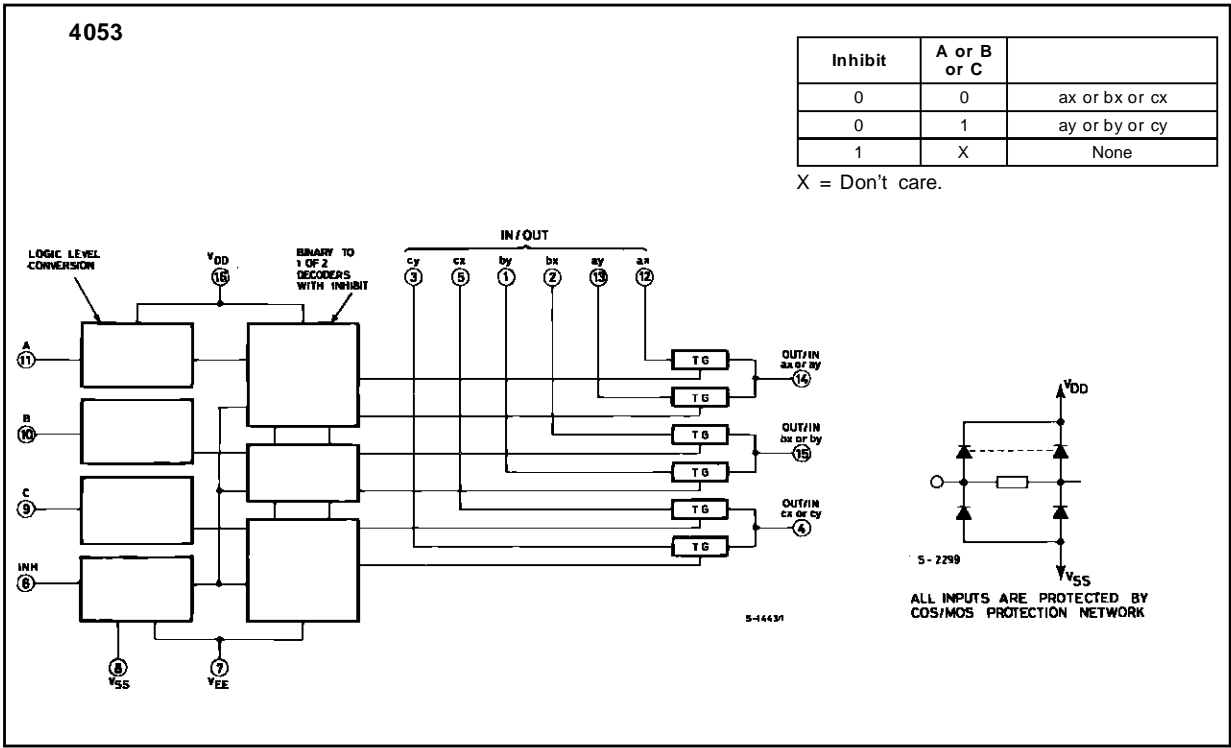 4053
Inhibit
A or B
or C
0
0
ax or bx or cx
0
1
ay or by or cy
1
X
None
X = Don't care.
LOGIC LEVEL
CONVERSION
VDD
16
BINARY TO
1 OF 2
DECODERS
WITH INHIBIT
IN/OUT
cy
cx
by
bx
ay
ax
3
5
1
2
13
12
A
11
B
10
C
9
INH
6
8
VSS
7
VEE
TG
TG
TG
TG
TG
TG
OUT/IN
ax or ay
14
OUT/IN
bx or by
15
OUT/IN
cx or cy
4
S-1443/1
VDD
VSS
S-2299
ALL INPUTS ARE PROTECTED BY
COS/MOS PROTECTION NETWORK